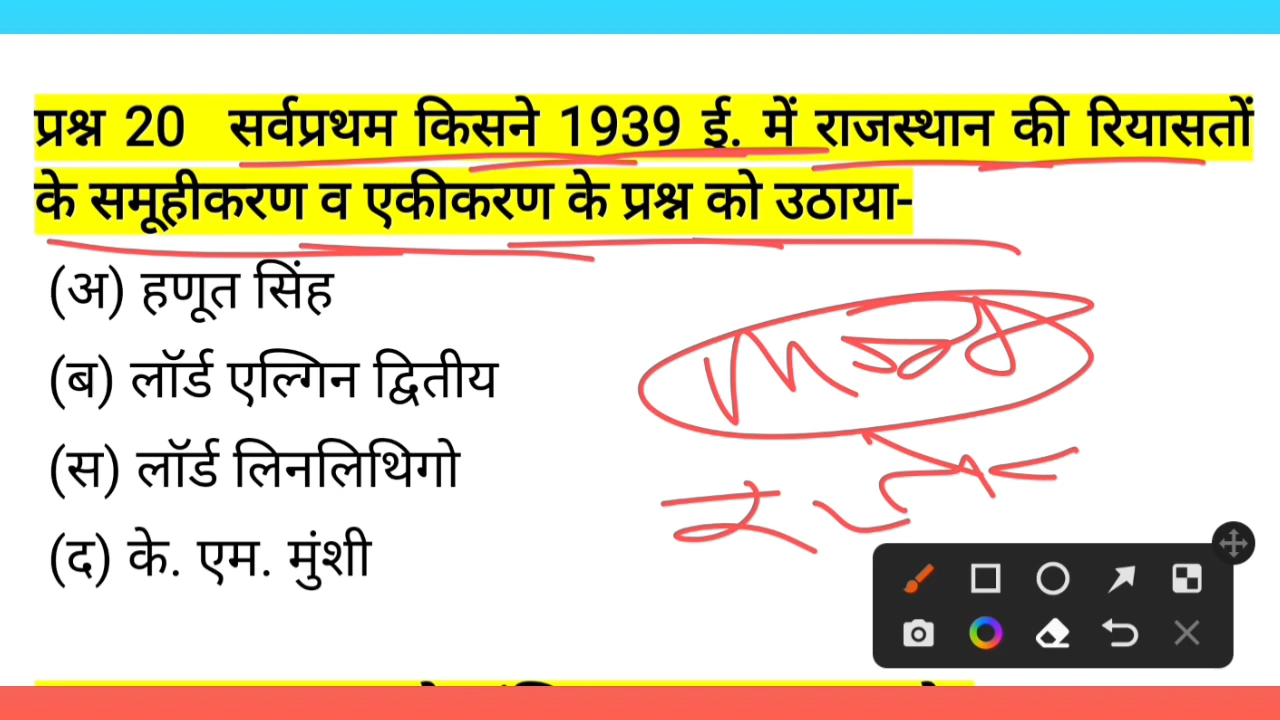 प्रश्न 20 सर्वप्रथम किसने 1939 ई. में राजस्थान की रियासतों
के समूहीकरण व एकीकरण के प्रश्न को उठाया-
(अ) हणूत सिंह
(ब) लॉर्ड एल्गिन द्वितीय
(स) लॉर्ड लिनलिथिगो
(द) के. एम. मुंशी